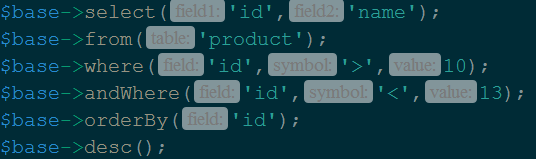 $base->select( field1: 'id', field2: 'name');
$base->from( table: 'product');
$base->where( field: 'id', symbol: '>', value: 10);
$base->andWhere( field: 'id', symbol: '<', value: 13);
$base->orderBy( field: 'id');
$base->desc();